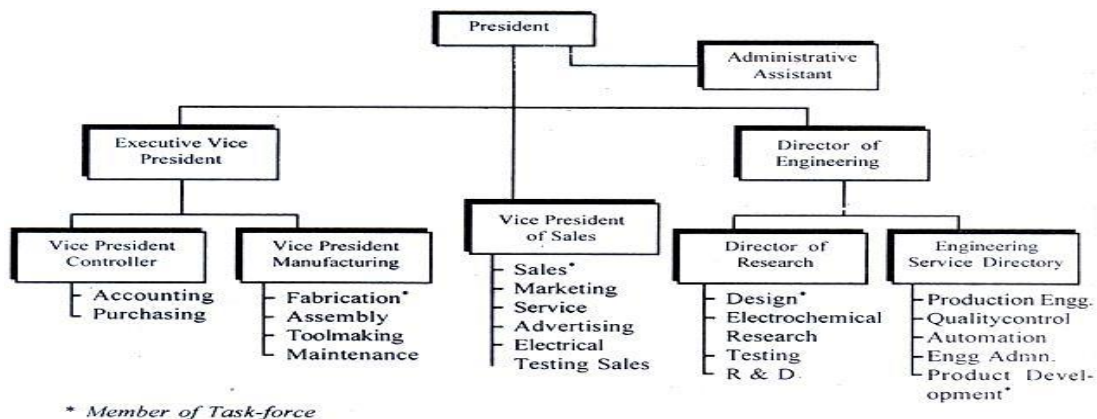 President
Administrative
Assistant
Executive Vice
President
Director of
Engineering
Vice President
Controller
Accounting
Purchasing
Vice President
Manufacturing
Fabrication*
Assembly
Toolmaking
Maintenance
Vice President
of Sales
Sales*
Marketing
Service
Advertising
Electrical
Testing Sales
Director of
Research
Design*
Electrochemical
Research
Testing
R & D
Engineering
Service Directory
Production Engg.
Qualitycontrol
Automation
Engg Admn.
Product Devel-
opment*
* Member of Task-force